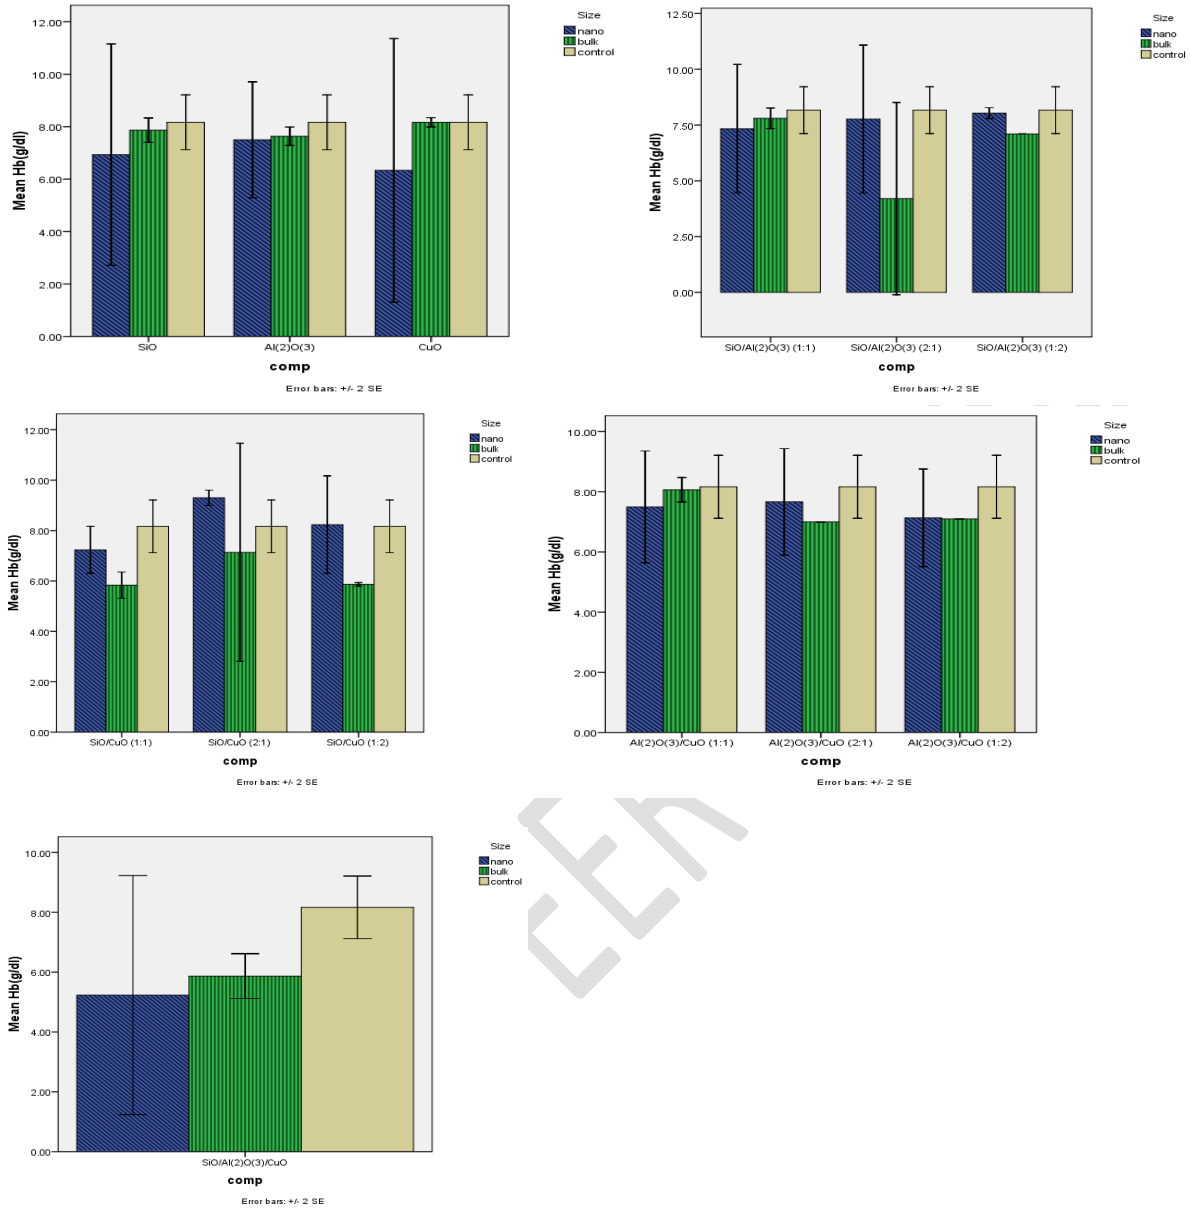 Size
nano
bulk
control
12.00
10.00
8.00
6.00
4.00
2.00
0.00
Mean Hb(g/dl)
SiO Al(2)O(3) CuO
comp
Error bars: +/- 2 SE
Size
nano
bulk
control
12.50
10.00
7.50
5.00
2.50
0.00
Mean Hb(g/dl)
SiO/Al(2)O(3) (1:1) SiO/Al(2)O(3) (2:1) SiO/Al(2)O(3) (1:2)
comp
Error bars: +/- 2 SE
Size
nano
bulk
control
12.00
10.00
8.00
6.00
4.00
2.00
0.00
Mean Hb(g/dl)
SiO/CuO (1:1) SiO/CuO (2:1) SiO/CuO (1:2)
comp
Error bars: +/- 2 SE
Size
nano
bulk
control
10.00
8.00
6.00
4.00
2.00
0.00
Mean Hb(g/dl)
Al(2)O(3)/CuO (1:1) Al(2)O(3)/CuO (2:1) Al(2)O(3)/CuO (1:2)
comp
Error bars: +/- 2 SE
Size
nano
bulk
control
10.00
8.00
6.00
4.00
2.00
0.00
Mean Hb(g/dl)
SiO/Al(2)O(3)/CuO
comp
Error bars: +/- 2 SE